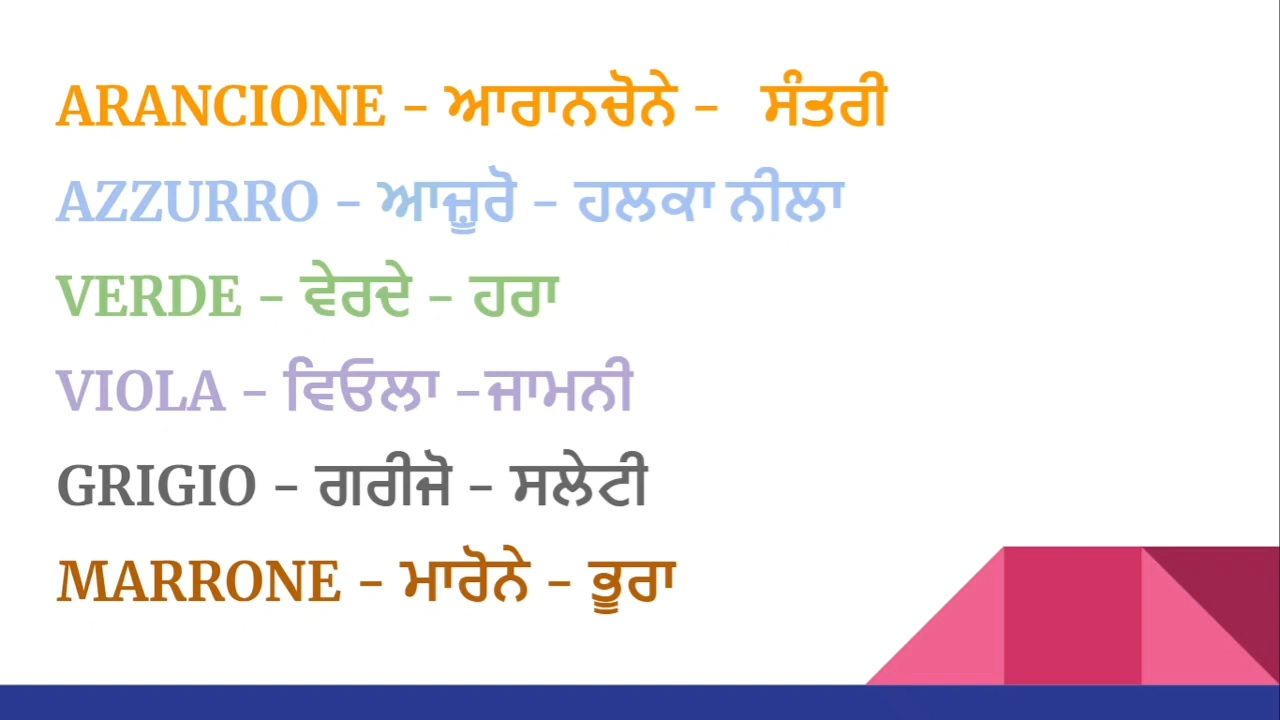 ARANCIONE - ਆਰਾਨਚੋਨੇ - ਸੰਤਰੀ
AZZURRO - ਆਜ਼ੂਰੋ - ਹਲਕਾ ਨੀਲਾ
VERDE - ਵੇਰਦੇ - ਹਰਾ
VIOLA - ਵਿਓਲਾ -ਜਾਮਨੀ
GRIGIO - ਗਰੀਜੋ - ਸਲੇਟੀ
MARRONE - ਮਾਰੋਨੇ - ਭੂਰਾ